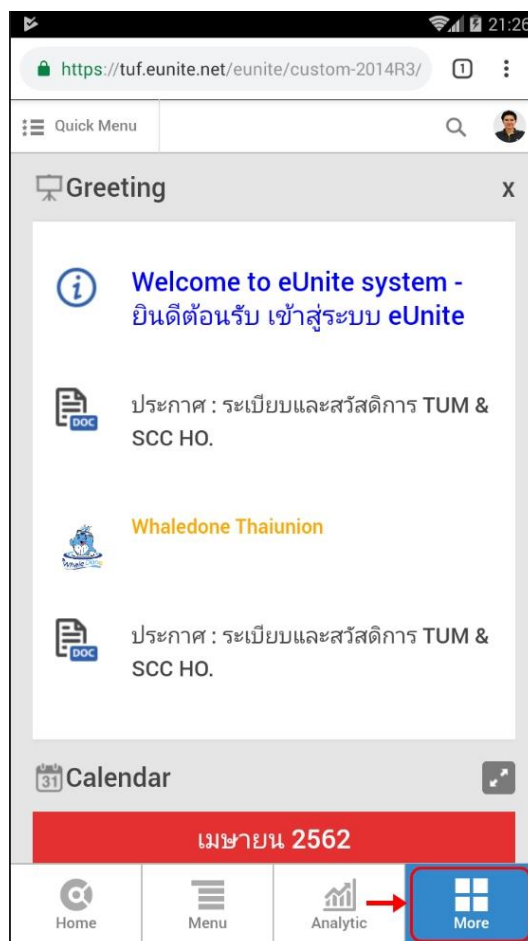 21:26
https://tuf.eunite.net/eunite/custom-2014R3/
1
Quick Menu
Greeting
X
Welcome to eUnite system -
ยินดีต้อนรับ เข้าสู่ระบบ eUnite
DOC
ประกาศ : ระเบียบและสวัสดิการ TUM &
SCC HO.
Whaledone Thaiunion
Whale Done
DOC
ประกาศ : ระเบียบและสวัสดิการ TUM &
SCC HO.
31
Calendar
เมษายน 2562
Home
Menu
Analytic
More